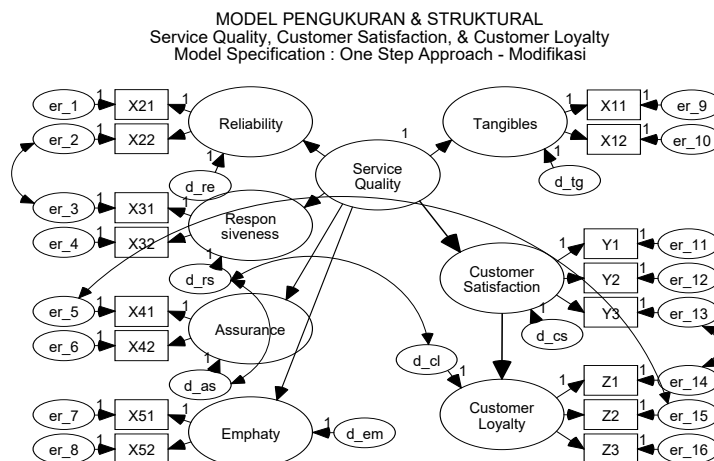 MODEL PENGUKURAN & STRUKTURAL
Service Quality, Customer Satisfaction, & Customer Loyalty
Model Specification : One Step Approach - Modifikasi
er_1 1 X21 1 Reliability
er_2 1 X22
d_re 1
er_3 1 X31 1 Respon
siveness
er_4 1 X32
d_rs 1
er_5 1 X41 1 Assurance
er_6 1 X42
d_as 1
er_7 1 X51 1 Emphaty
er_8 1 X52
1 d_em
Service
Quality
1 Tangibles 1 X11 1 er_9
X12 1 er_10
1 d_tg
Customer
Satisfaction
1 Y1 1 er_11
Y2 1 er_12
Y3 1 er_13
1 d_cs
d_cl 1
Customer
Loyalty
1 Z1 1 er_14
Z2 1 er_15
Z3 1 er_16